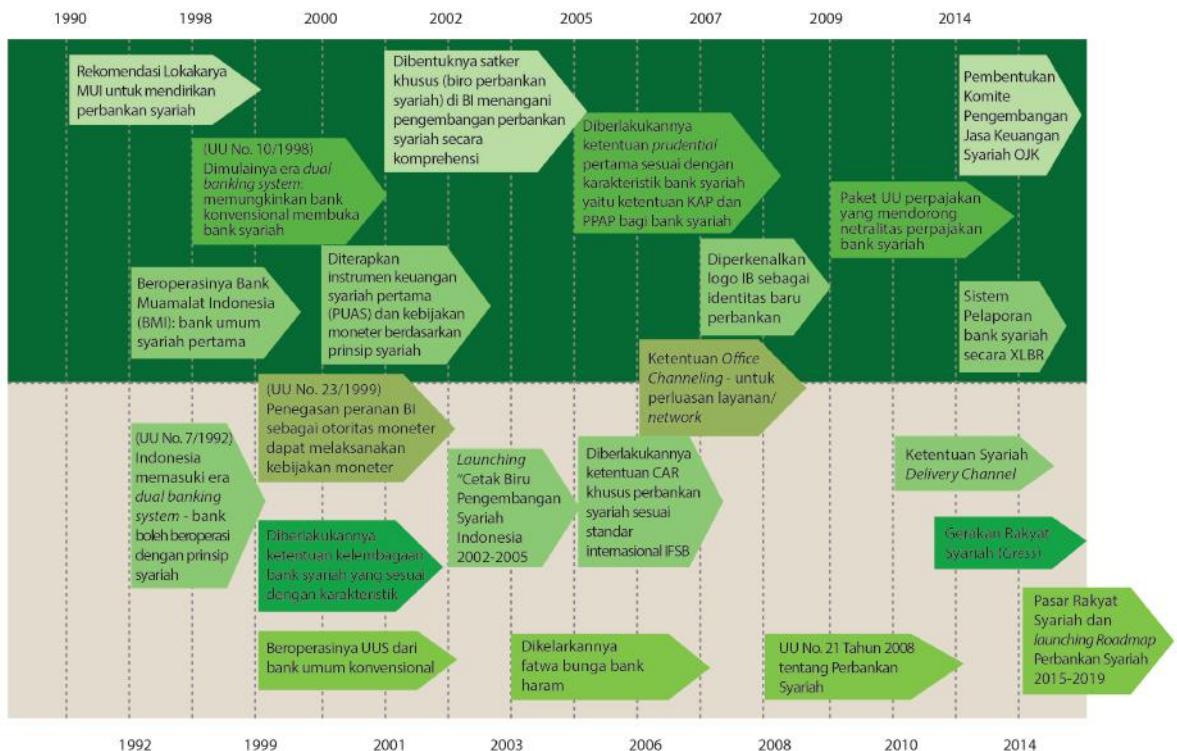 1990 1998 2000 2002 2005 2007 2009 2014
Rekomendasi Lokakarya
MUI untuk mendirikan
perbankan syariah
Dibentuknya satker
khusus (biro perbankan
syariah) di BI menangani
pengembangan perbankan
syariah secara
komprehensi
Pembentukan
Komite
Pengembangan
Jasa Keuangan
Syariah OJK
(UU No. 10/1998)
Dimulainya era dual
banking system:
memungkinkan bank
konvensional membuka
bank syariah
Diberlakukannya
ketentuan prudential
pertama sesuai dengan
karakteristik bank syariah
yaitu ketentuan KAP dan
PPAP bagi bank syariah
Paket UU perpajakan
yang mendorong
netralitas perpajakan
bank syariah
Beroperasinya Bank
Muamalat Indonesia
(BMI): bank umum
syariah pertama
Diterapkan
instrumen keuangan
syariah pertama
(PUAS) dan kebijakan
moneter berdasarkan
prinsip syariah
Diperkenalkan
logo IB sebagai
identitas baru
perbankan
Sistem
Pelaporan
bank syariah
secara XLBR
Ketentuan Office
Channeling - untuk
perluasan layanan/
network
(UU No. 23/1999)
Penegasan peranan BI
sebagai otoritas moneter
dapat melaksanakan
kebijakan moneter
(UU No. 7/1992)
Indonesia
memasuki era
dual banking
system - bank
boleh beroperasi
dengan prinsip
syariah
Launching
"Cetak Biru
Pengembangan
Syariah
Indonesia
2002-2005
Diberlakukannya
ketentuan CAR
khusus perbankan
syariah sesuai
standar
internasional IFSB
Ketentuan Syariah
Delivery Channel
Diberlakukannya
ketentuan kelembagaan
bank syariah yang sesuai
dengan karakteristik
Gerakan Rakyat
Syariah (Gress)
Beroperasinya UUS dari
bank umum konvensional
Dikelarkannya
fatwa bunga bank
haram
UU No. 21 Tahun 2008
tentang Perbankan
Syariah
Pasar Rakyat
Syariah dan
launching Roadmap
Perbankan Syariah
2015-2019
1992 1999 2001 2003 2006 2008 2010 2014